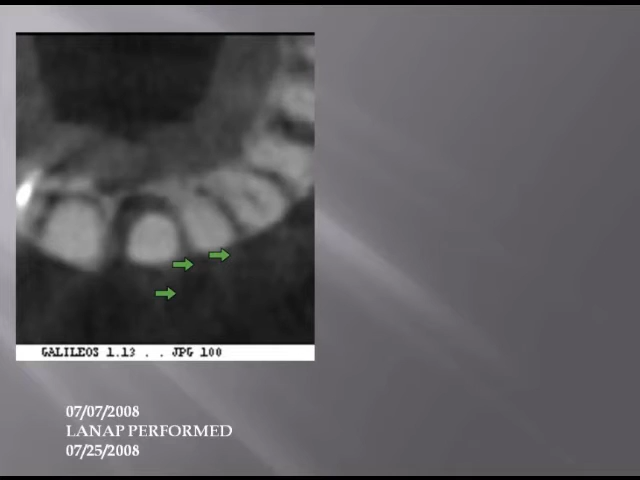 GALILEOS 1.13 . . JPG 100
07/07/2008
LANAP PERFORMED
07/25/2008